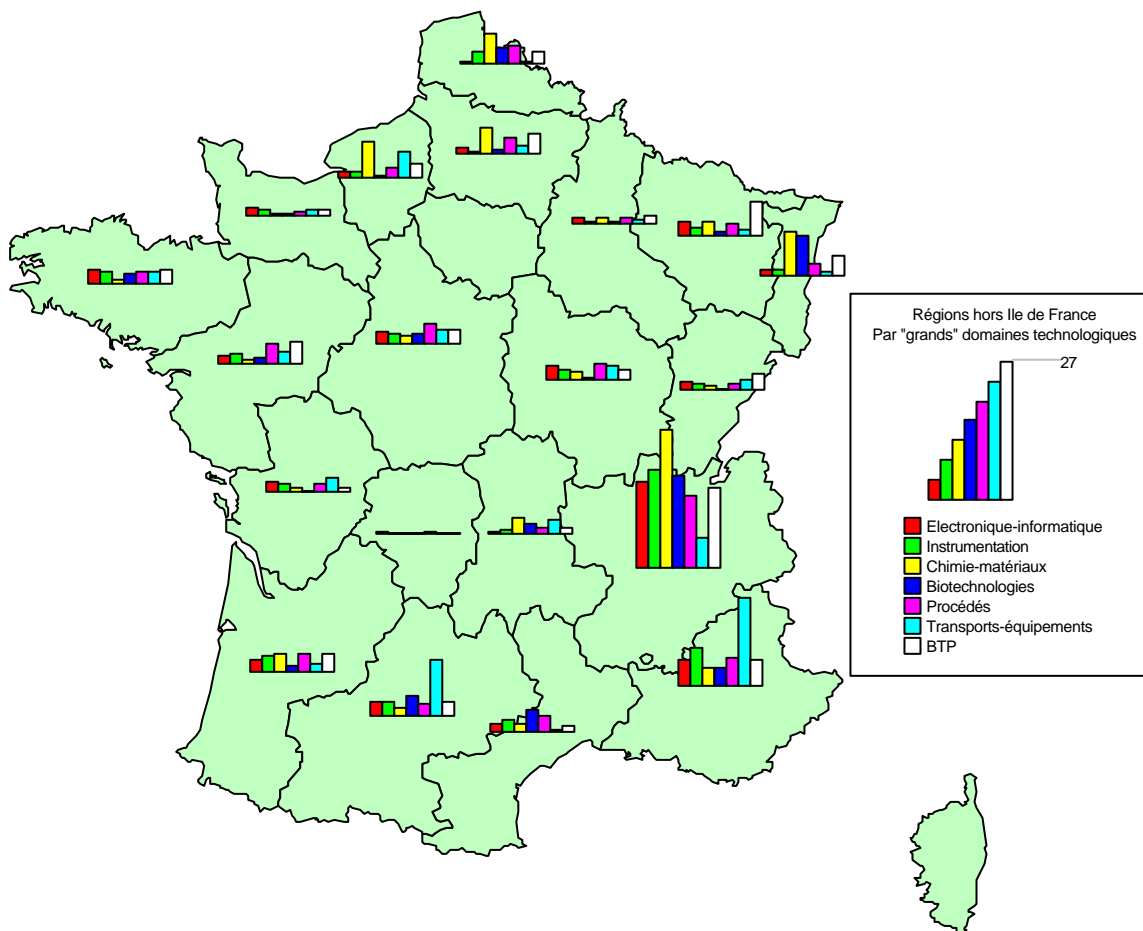 Régions hors Ile de France
Par "grands" domaines technologiques
27
Electronique-informatique
Instrumentation
Chimie-matériaux
Biotechnologies
Procédés
Transports-équipements
BTP